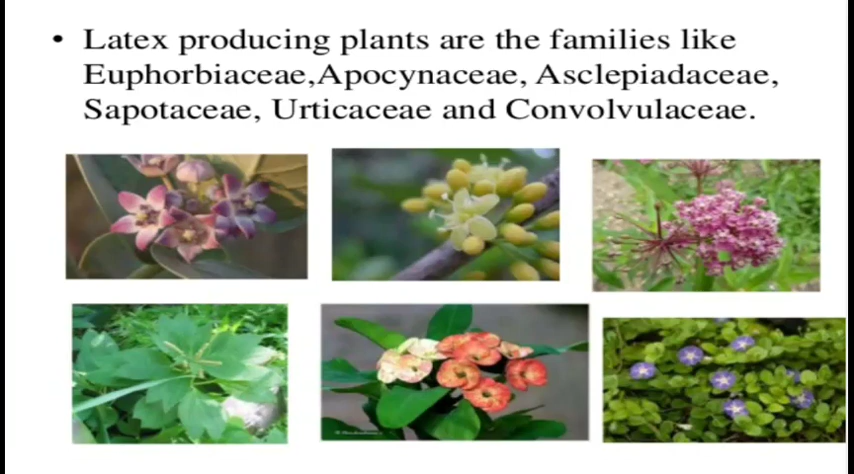 • Latex producing plants are the families like
Euphorbiaceae,Apocynaceae, Asclepiadaceae,
Sapotaceae, Urticaceae and Convolvulaceae.